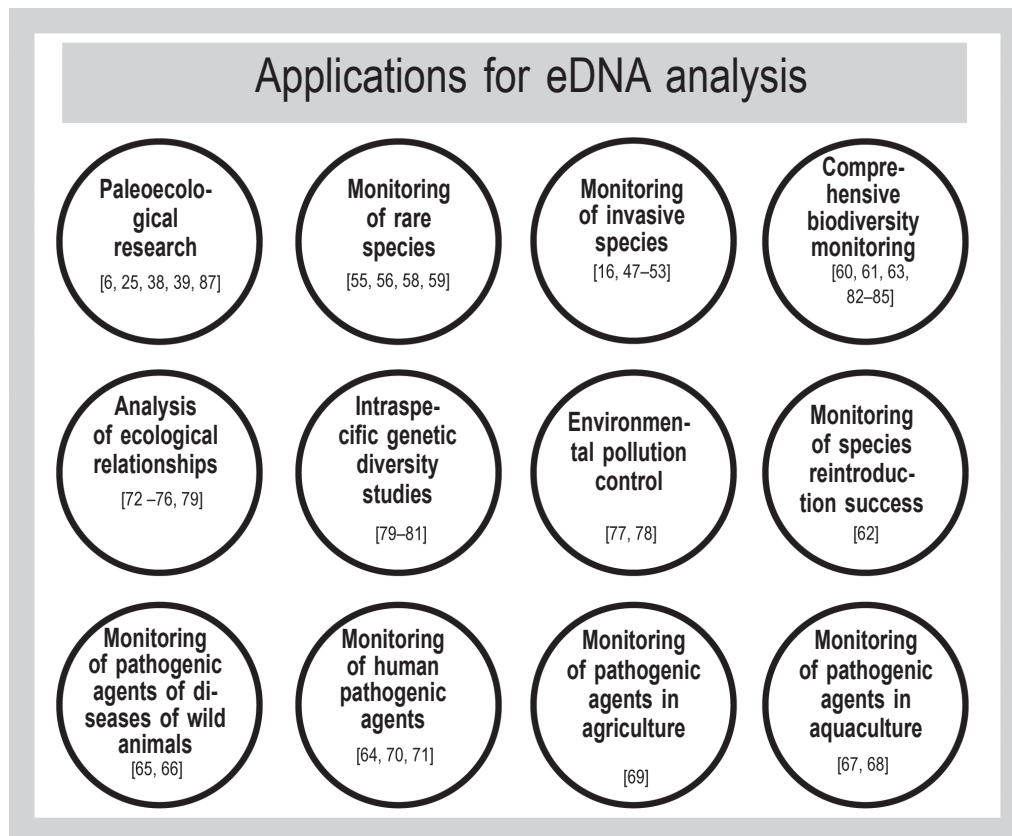 Applications for eDNA analysis
Paleoecolo-
gical
research
[6, 25, 38, 39, 87]
Monitoring
of rare
species
[55, 56, 58, 59]
Monitoring
of invasive
species
[16, 47–53]
Compre-
hensive
biodiversity
monitoring
[60, 61, 63,
82–85]
Analysis
of ecological
relationships
[72 –76, 79]
Intraspe-
cific genetic
diversity
studies
[79–81]
Environmen-
tal pollution
control
[77, 78]
Monitoring
of species
reintroduc-
tion success
[62]
Monitoring
of pathogenic
agents of di-
seases of wild
animals
[65, 66]
Monitoring
of human
pathogenic
agents
[64, 70, 71]
Monitoring
of pathogenic
agents in
agriculture
[69]
Monitoring
of pathogenic
agents in
aquaculture
[67, 68]